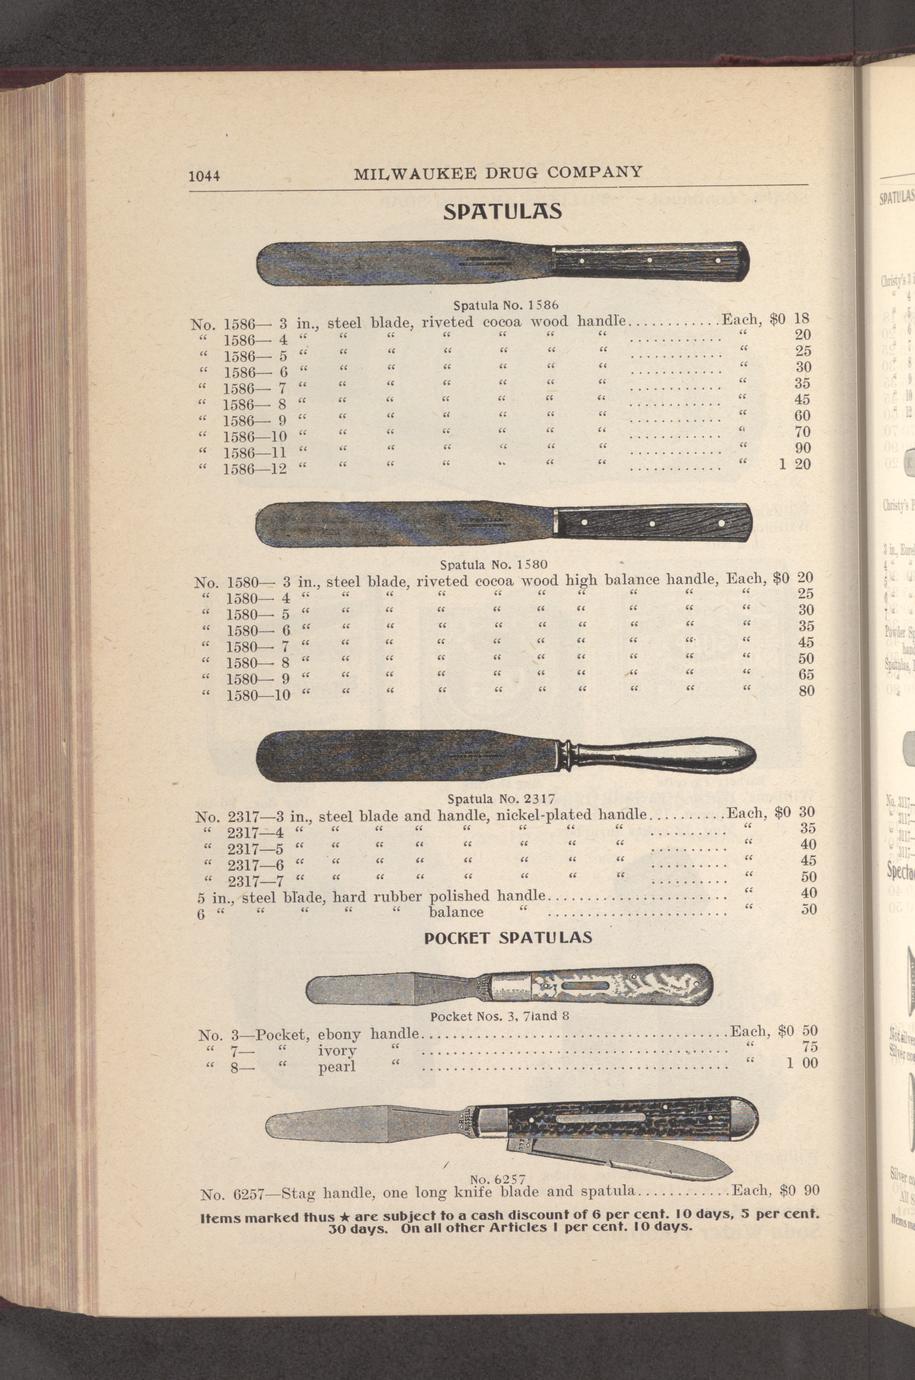 1044 MILWAUKEE DRUG COMPANY
SPATULAS
Spatula No. 1586
No. 1586— 3 in., steel blade, riveted cocoa wood handle............Each, $0 18
“ 1586— 4 “ “ “ “ “ “ “ ............ “ 20
“ 1586— 5 “ “ “ “ “ “ “ ............ “ 25
“ 1586— 6 “ “ “ “ “ “ “ ............ “ 30
“ 1586— 7 “ “ “ “ “ “ “ ............ “ 35
“ 1586— 8 “ “ “ “ “ “ “ ............ “ 45
“ 1586— 9 “ “ “ “ “ “ “ ............ “ 60
“ 1586—10 “ “ “ “ “ “ “ ............ “ 70
“ 1586—11 “ “ “ “ “ “ “ ............ “ 90
“ 1586—12 “ “ “ “ “ “ “ ............ “ 1 20
Spatula No. 1580
No. 1580— 3 in., steel blade, riveted cocoa wood high balance handle, Each, $0 20
“ 1580— 4 “ “ “ “ “ “ “ “ “ “ 25
“ 1580— 5 “ “ “ “ “ “ “ “ “ “ 30
“ 1580— 6 “ “ “ “ “ “ “ “ “ “ 35
“ 1580— 7 “ “ “ “ “ “ “ “ “ “ 45
“ 1580— 8 “ “ “ “ “ “ “ “ “ “ 50
“ 1580— 9 “ “ “ “ “ “ “ “ “ “ 65
“ 1580—10 “ “ “ “ “ “ “ “ “ “ 80
Spatula No. 2317
No. 2317—3 in., steel blade and handle, nickel-plated handle..........Each, $0 30
“ 2317—4 “ “ “ “ “ “ “ “ .......... “ 35
“ 2317—5 “ “ “ “ “ “ “ “ .......... “ 40
“ 2317—6 “ “ “ “ “ “ “ “ .......... “ 45
“ 2317—7 “ “ “ “ “ “ “ “ .......... “ 50
5 in., steel blade, hard rubber polished handle........................ “ 40
6 “ “ “ “ “ balance “ ........................ “ 50
POCKET SPATULAS
Pocket Nos. 3, 7 and 8
No. 3—Pocket, ebony handle.........................................Each, $0 50
“ 7— “ ivory “ ......................................... “ 75
“ 8— “ pearl “ ......................................... “ 1 00
No. 6257
No. 6257—Stag handle, one long knife blade and spatula............Each, $0 90
Items marked thus ★ are subject to a cash discount of 6 per cent. 10 days, 5 per cent.
30 days. On all other Articles 1 per cent. 10 days.
SPATULAS
Christy's
Christy's
Powder
Spatulas,
Silver